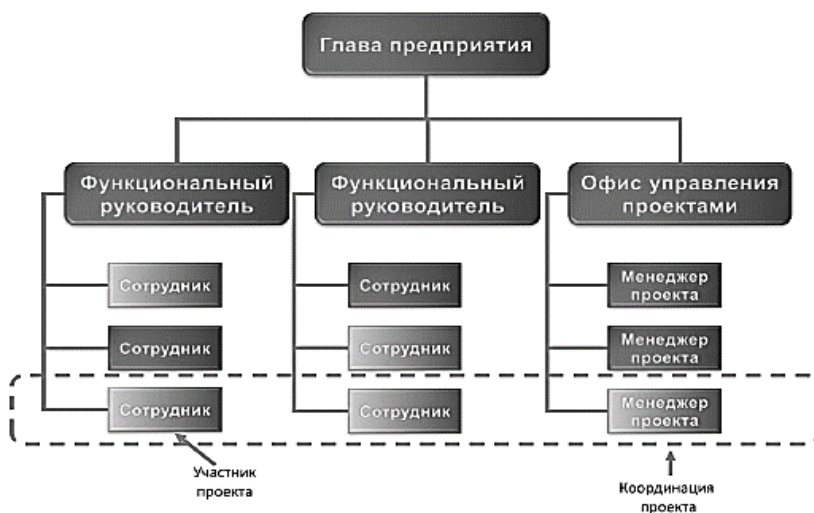 Глава предприятия
Функциональный
руководитель
Функциональный
руководитель
Офис управления
проектами
Сотрудник
Сотрудник
Менеджер
проекта
Сотрудник
Сотрудник
Менеджер
проекта
Сотрудник
Сотрудник
Менеджер
проекта
Участник
проекта
Координация
проекта